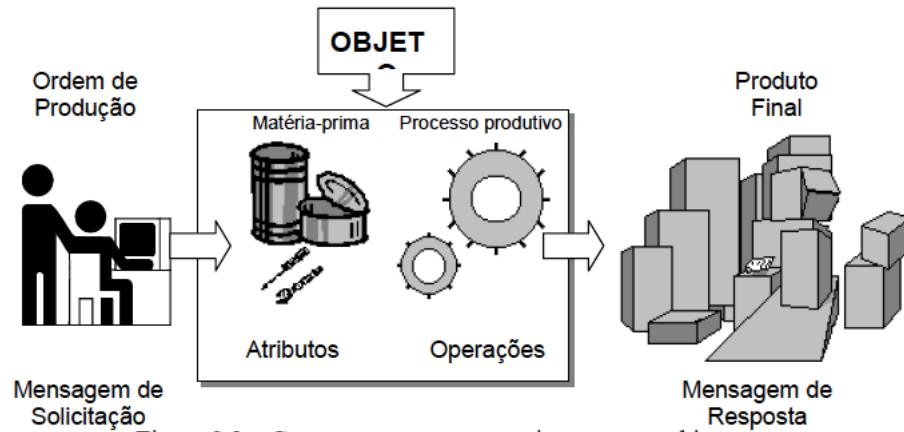 OBJET
Ordem de
Produção
Produto
Final
Matéria-prima
Processo produtivo
Atributos
Operações
Mensagem de
Solicitação
Mensagem de
Resposta